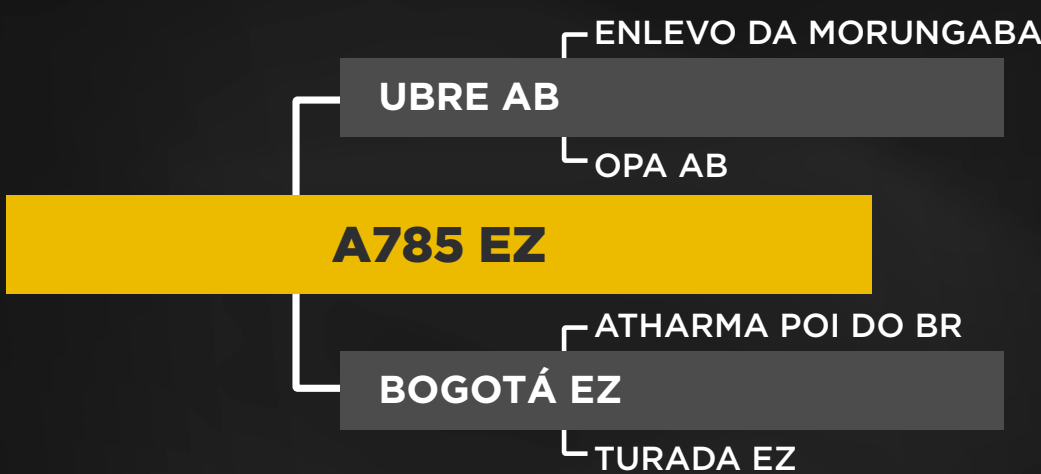 ENLEVO DA MORUNGABA
UBRE AB
OPA AB
A785 EZ
ATHARMA POI DO BR
BOGOTÁ EZ
TURADA EZ